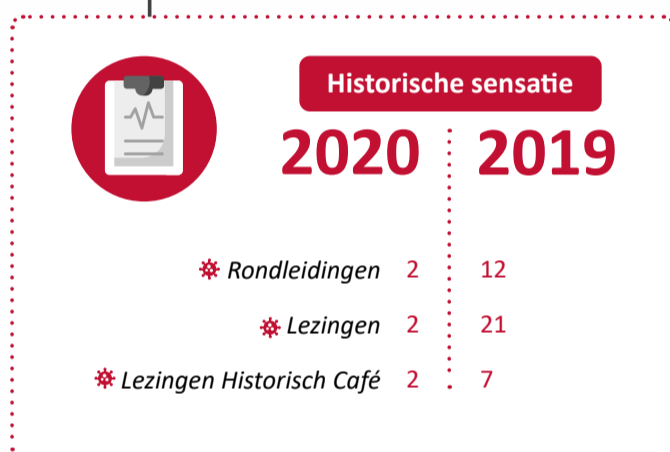 Historische sensatie
2020 2019
Rondleidingen 2 12
Lezingen 2 21
Lezingen Historisch Café 2 7